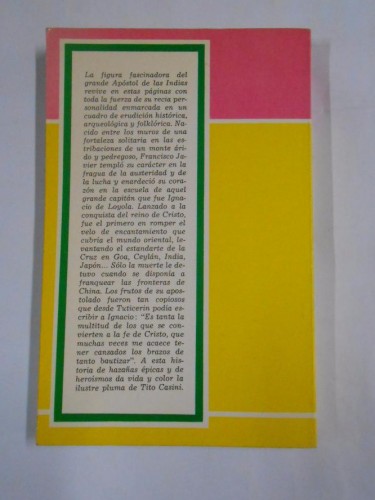 La figura fascinadora del
grande Apóstol de las Indias
revive en estas páginas con
toda la fuerza de su recia per-
sonalidad enmarcada en un
cuadro de erudición histórica,
arqueológica y folklórica. Na-
cido entre los muros de una
fortaleza solitaria en las es-
tribaciones de un monte ári-
do y pedregoso, Francisco Ja-
vier templó su carácter en la
fragua de la austeridad y de
la lucha y enardeció su cora-
zón en la escuela de aquel
grande capitán que fue Igna-
cio de Loyola. Lanzado a la
conquista del reino de Cristo,
fue el primero en romper el
velo de encantamiento que
cubría el mundo oriental, le-
vantando el estandarte de la
Cruz en Goa, Ceylán, India,
Japón... Sólo la muerte le de-
tuvo cuando se disponía a
franquear las fronteras de
China. Los frutos de su apos-
tolado fueron tan copiosos
que desde Tuticerin podía es-
cribir a Ignacio: "Es tanta la
multitud de los que se con-
vierten a la fe de Cristo, que
muchas veces me acaece te-
ner cansados los brazos de
tanto bautizar". A esta his-
toria de hazañas épicas y de
heroísmos da vida y color la
ilustre pluma de Tito Casini.